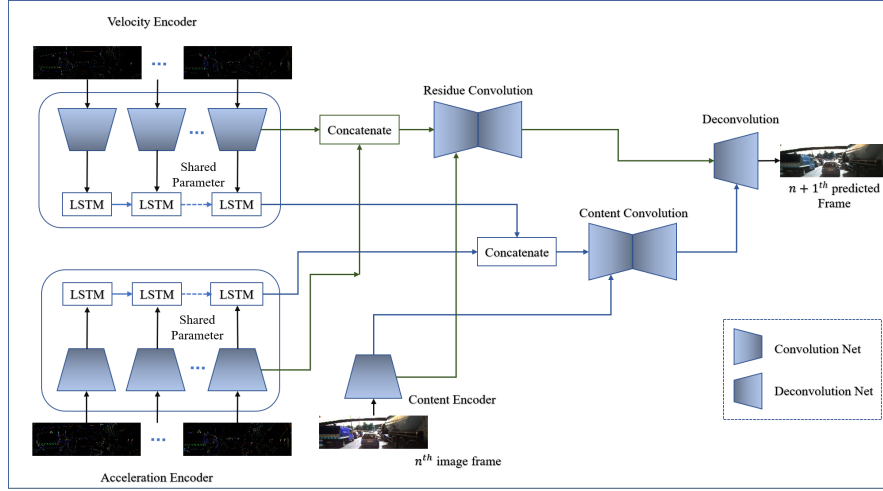 Velocity Encoder
...
Residue Convolution
Deconvolution
Concatenate
...
Shared
Parameter
LSTM
LSTM
LSTM
n + 1th predicted
Frame
Content Convolution
Concatenate
LSTM
LSTM
LSTM
Shared
Parameter
...
Convolution Net
Deconvolution Net
Content Encoder
...
nth image frame
Acceleration Encoder